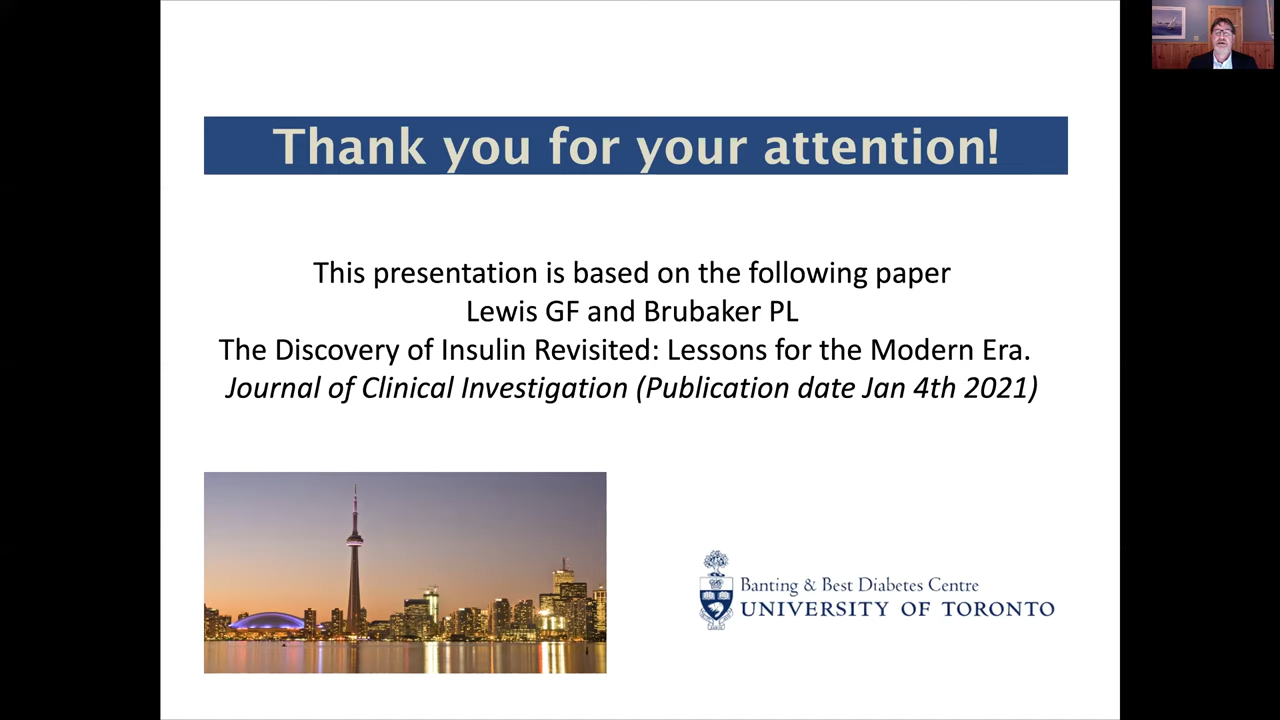 Thank you for your attention!
This presentation is based on the following paper
Lewis GF and Brubaker PL
The Discovery of Insulin Revisited: Lessons for the Modern Era.
Journal of Clinical Investigation (Publication date Jan 4th 2021)
Banting & Best Diabetes Centre
UNIVERSITY OF TORONTO